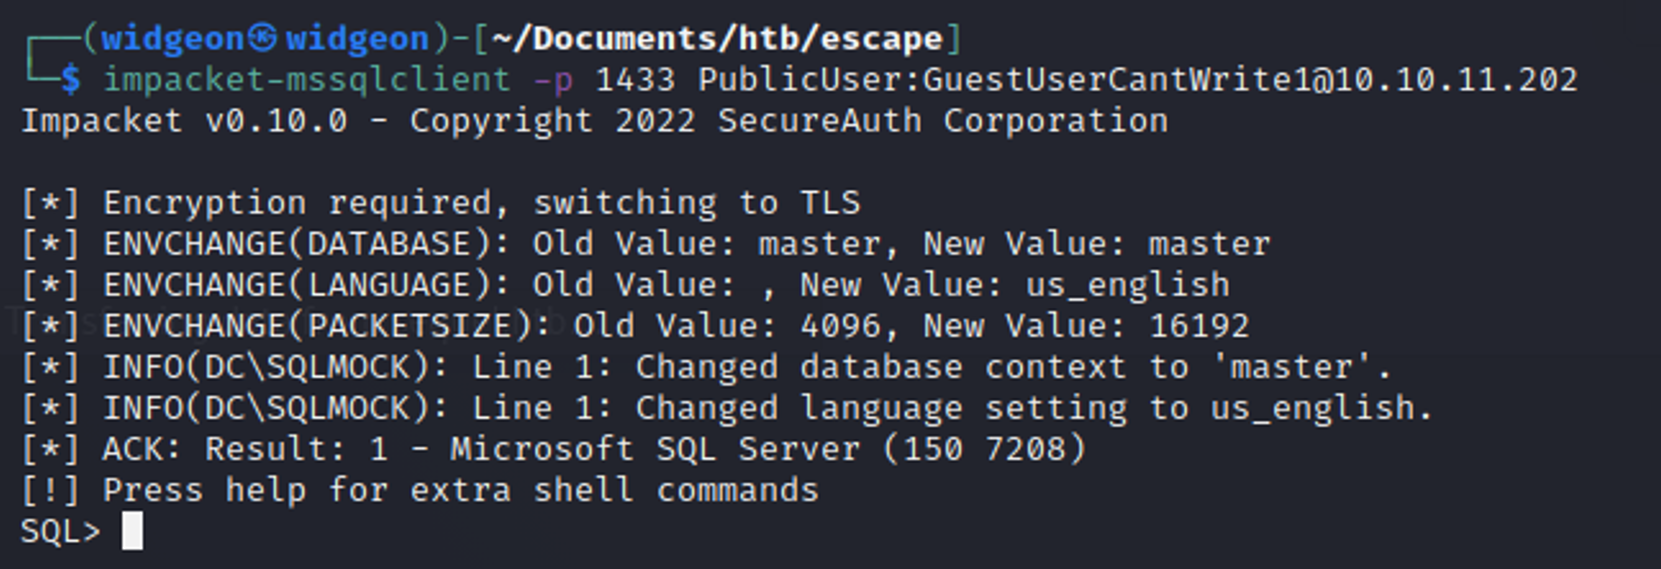 ┌──(widgeon㉿widgeon)-[~/Documents/htb/escape]
└─$ impacket-mssqlclient -p 1433 PublicUser:GuestUserCantWrite1@10.10.11.202
Impacket v0.10.0 - Copyright 2022 SecureAuth Corporation

[*] Encryption required, switching to TLS
[*] ENVCHANGE(DATABASE): Old Value: master, New Value: master
[*] ENVCHANGE(LANGUAGE): Old Value: , New Value: us_english
[*] ENVCHANGE(PACKETSIZE): Old Value: 4096, New Value: 16192
[*] INFO(DC\SQLMOCK): Line 1: Changed database context to 'master'.
[*] INFO(DC\SQLMOCK): Line 1: Changed language setting to us_english.
[*] ACK: Result: 1 - Microsoft SQL Server (150 7208)
[!] Press help for extra shell commands
SQL>